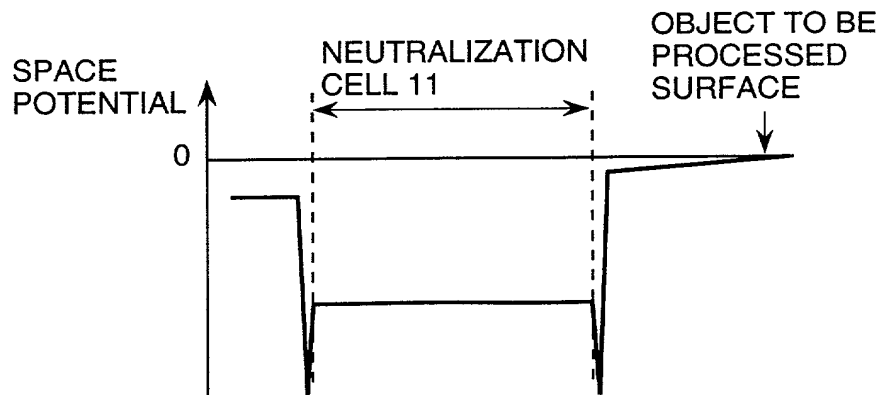 SPACE
POTENTIAL
NEUTRALIZATION
CELL 11
OBJECT TO BE
PROCESSED
SURFACE
0